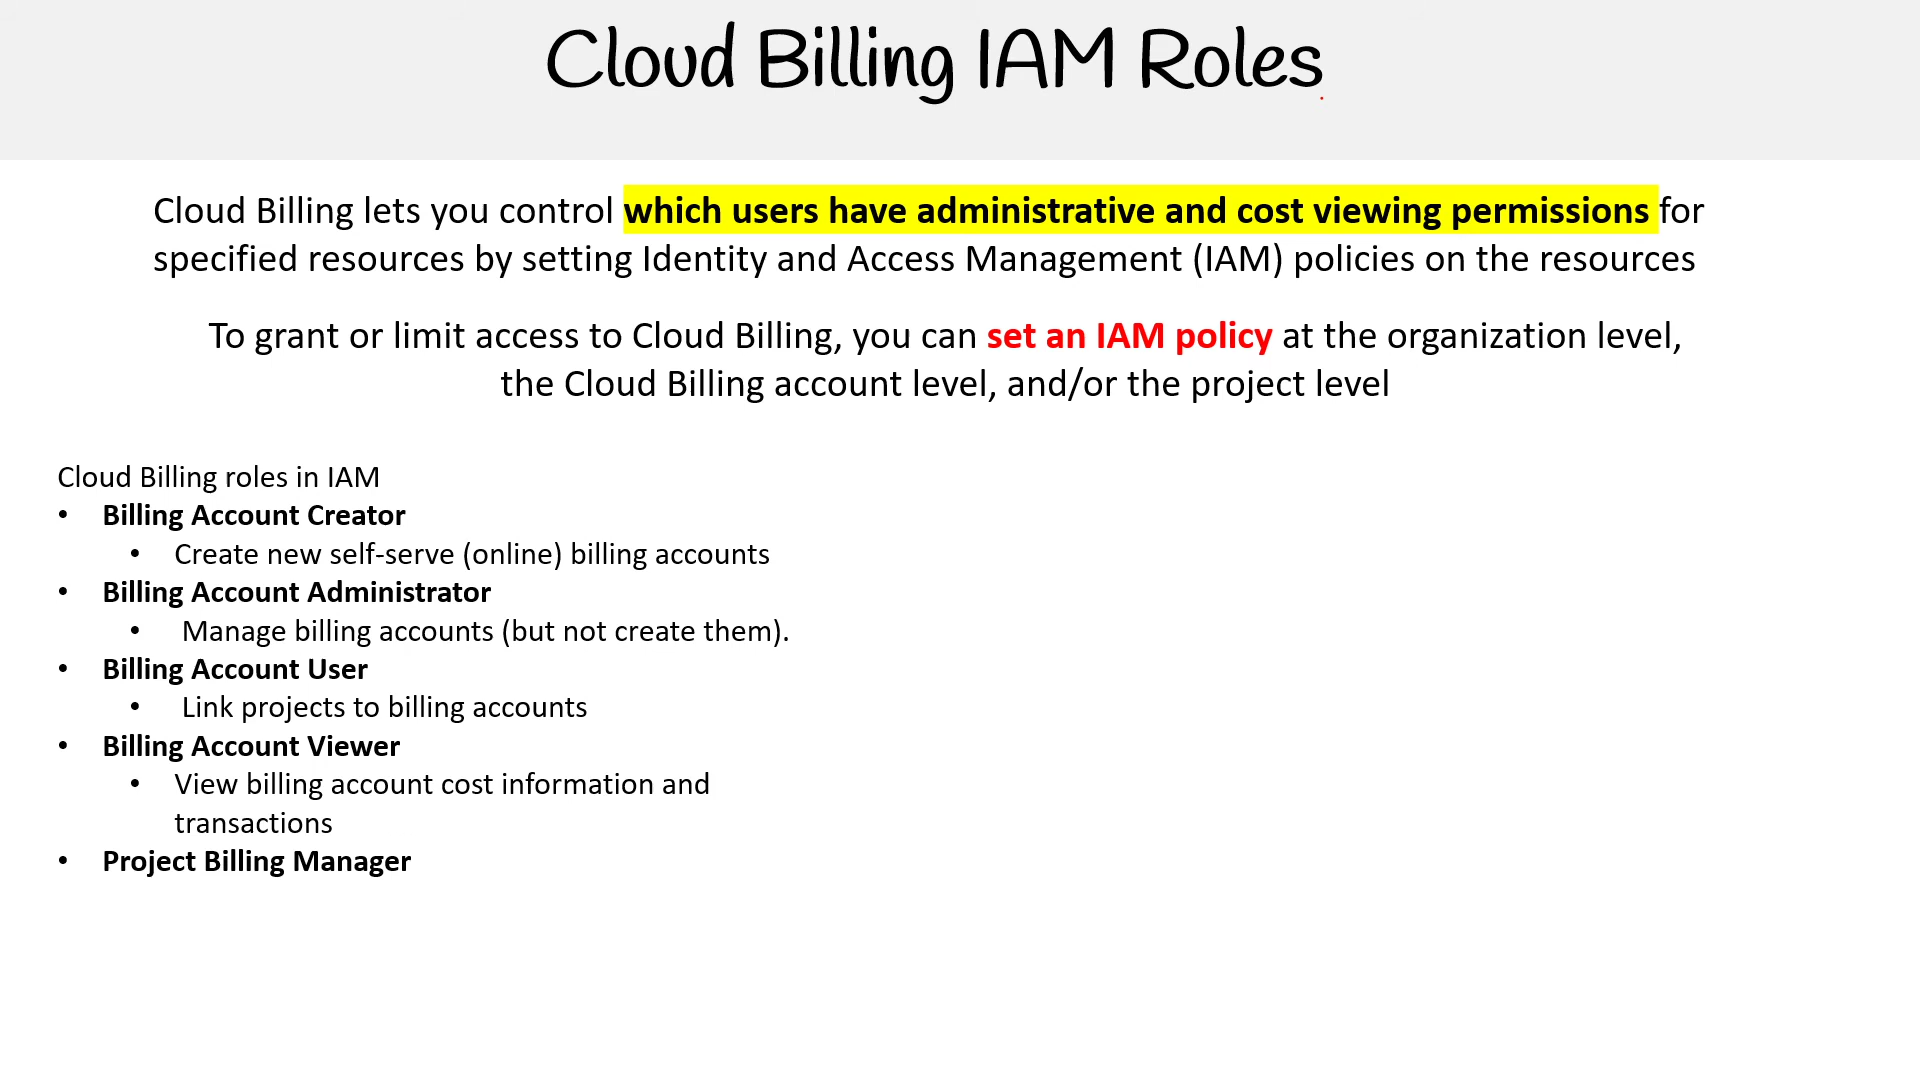 Cloud Billing IAM Roles
Cloud Billing lets you control which users have administrative and cost viewing permissions for
specified resources by setting Identity and Access Management (IAM) policies on the resources
To grant or limit access to Cloud Billing, you can set an IAM policy at the organization level,
the Cloud Billing account level, and/or the project level
Cloud Billing roles in IAM
• Billing Account Creator
• Create new self-serve (online) billing accounts
• Billing Account Administrator
• Manage billing accounts (but not create them).
• Billing Account User
• Link projects to billing accounts
• Billing Account Viewer
• View billing account cost information and
transactions
• Project Billing Manager